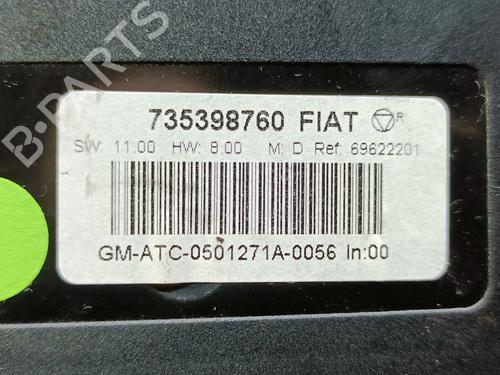 B-PARTS
735398760 FIAT R
SW: 11.00 HW: 8.00 M: D Ref: 69622201
GM-ATC-0501271A-0056 In:00